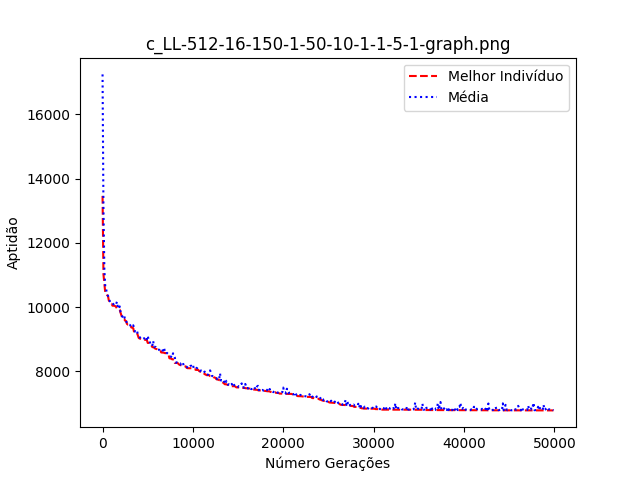 c_LL-512-16-150-1-50-10-1-1-5-1-graph.png
Melhor Indivíduo
Média
Aptidão
16000
14000
12000
10000
8000
0 10000 20000 30000 40000 50000
Número Gerações